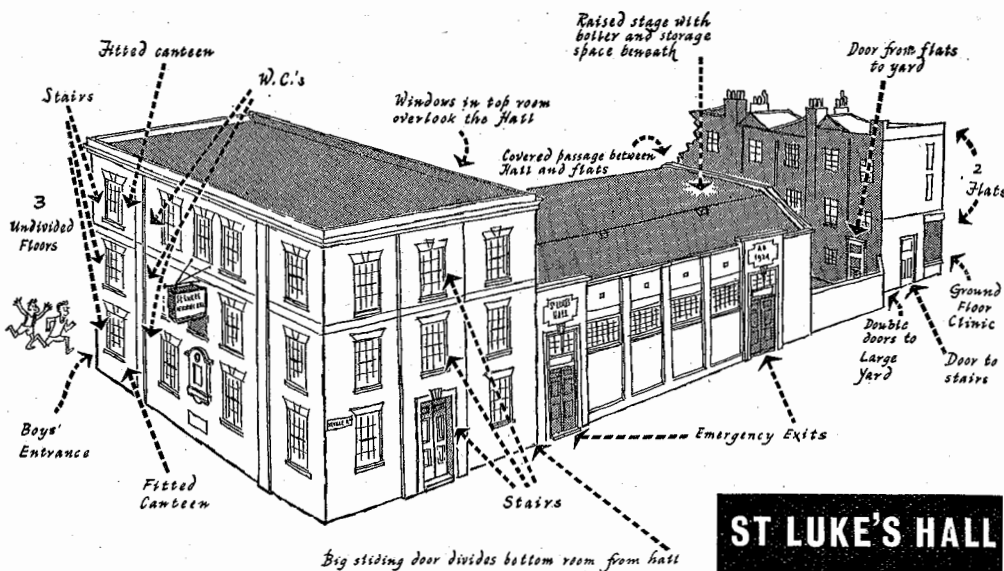 Fitted canteen
W.C.'s
Stairs
Windows in top room
overlook the Hall
Raised stage with
boiler and storage
space beneath
Door from flats
to yard
Covered passage between
Hall and flats
2
Flats
3
Undivided
Floors
HALL
1924
Ground
Floor
Clinic
Double
doors to
Large
Yard
Door to
stairs
Boys'
Entrance
Fitted
Canteen
Stairs
Emergency Exits
Big sliding door divides bottom room from hall
ST LUKE'S HALL